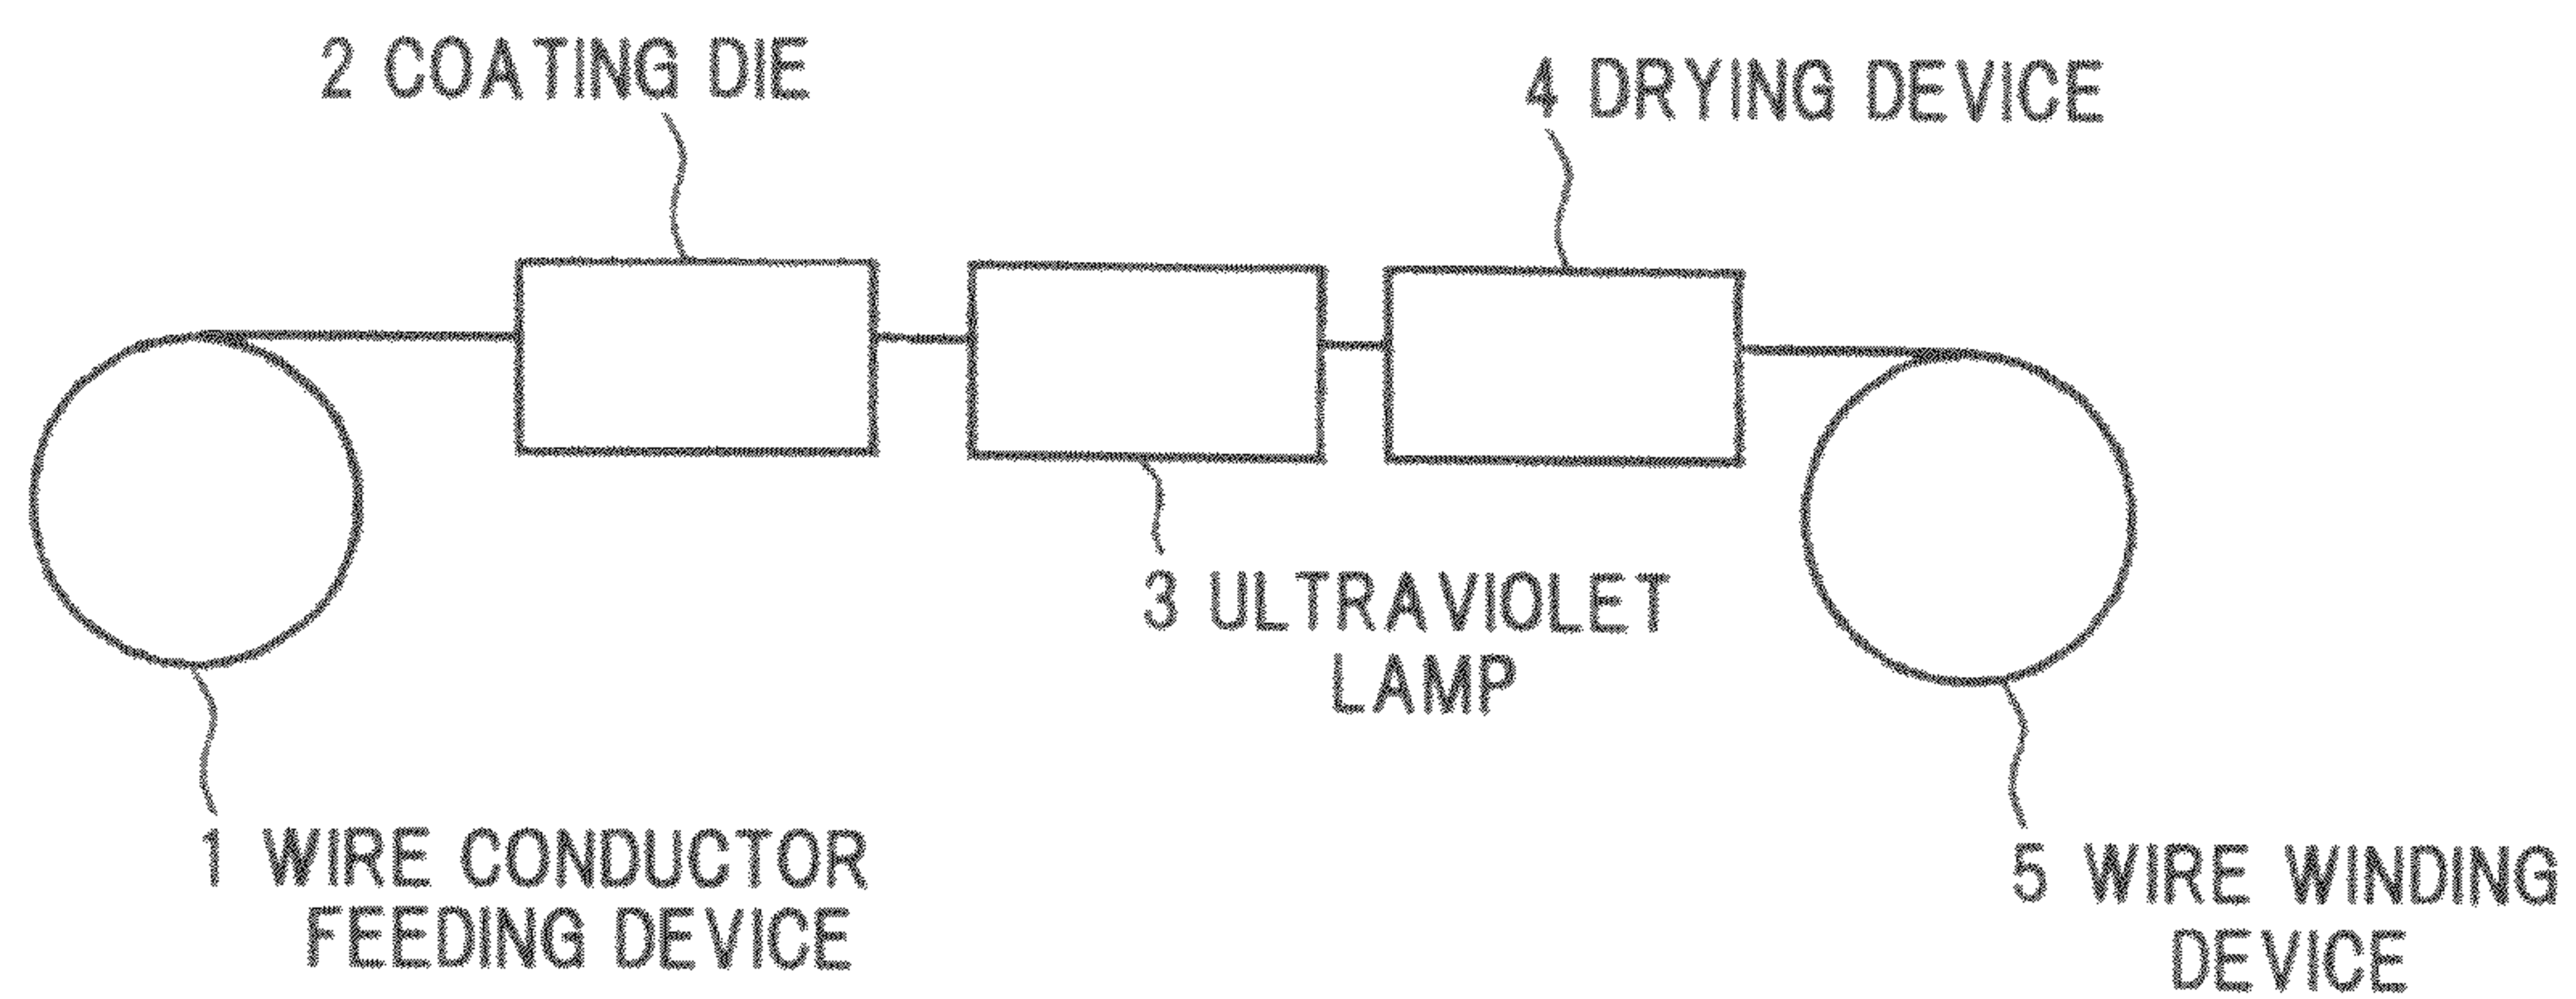 2 COATING DIE
4 DRYING DEVICE
3 ULTRAVIOLET
LAMP
1 WIRE CONDUCTOR
FEEDING DEVICE
5 WIRE WINDING
DEVICE